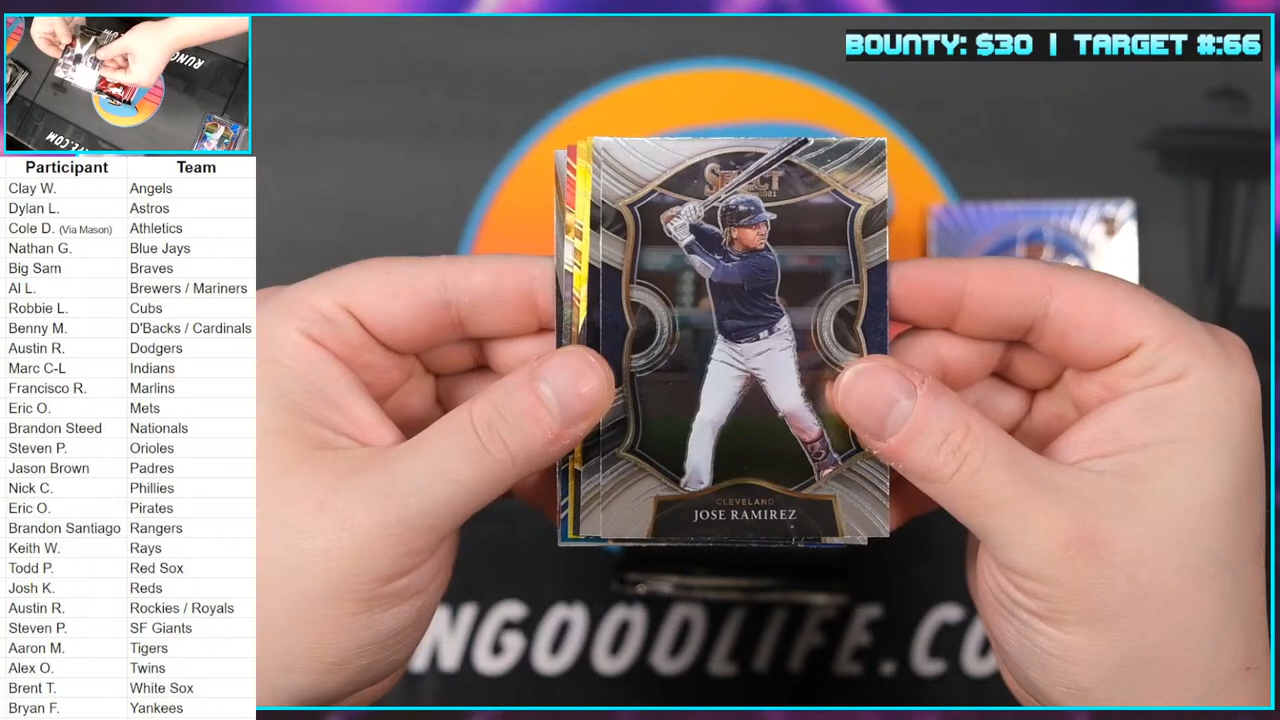 BOUNTY: $30 | TARGET #:66
RUNG
.COM
Participant Team
Clay W. Angels
Dylan L. Astros
Cole D. (Via Mason) Athletics
Nathan G. Blue Jays
Big Sam Braves
Al L. Brewers / Mariners
Robbie L. Cubs
Benny M. D'Backs / Cardinals
Austin R. Dodgers
Marc C-L Indians
Francisco R. Marlins
Eric O. Mets
Brandon Steed Nationals
Steven P. Orioles
Jason Brown Padres
Nick C. Phillies
Eric O. Pirates
Brandon Santiago Rangers
Keith W. Rays
Todd P. Red Sox
Josh K. Reds
Austin R. Rockies / Royals
Steven P. SF Giants
Aaron M. Tigers
Alex O. Twins
Brent T. White Sox
Bryan F. Yankees
SELECT
2021
CLEVELAND
JOSE RAMIREZ
NGOODLIFE.CO